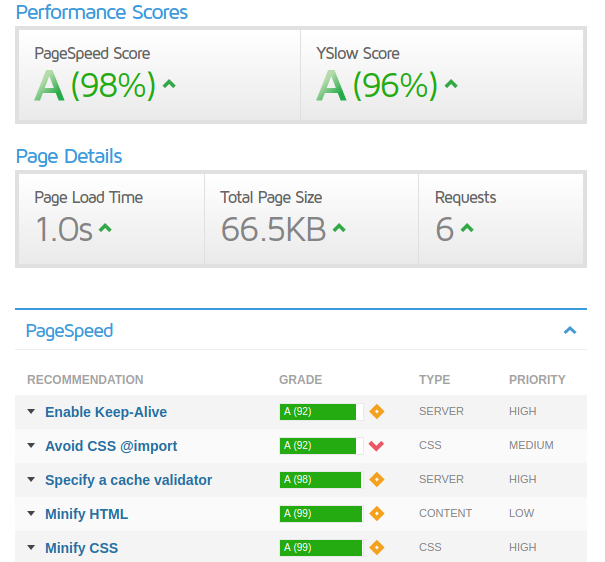 Performance Scores
PageSpeed Score YSlow Score
A (98%) A (96%)
Page Details
Page Load Time Total Page Size Requests
1.0s 66.5KB 6
PageSpeed
RECOMMENDATION GRADE TYPE PRIORITY
Enable Keep-Alive A (92) SERVER HIGH
Avoid CSS @import A (92) CSS MEDIUM
Specify a cache validator A (98) SERVER HIGH
Minify HTML A (99) CONTENT LOW
Minify CSS A (99) CSS HIGH